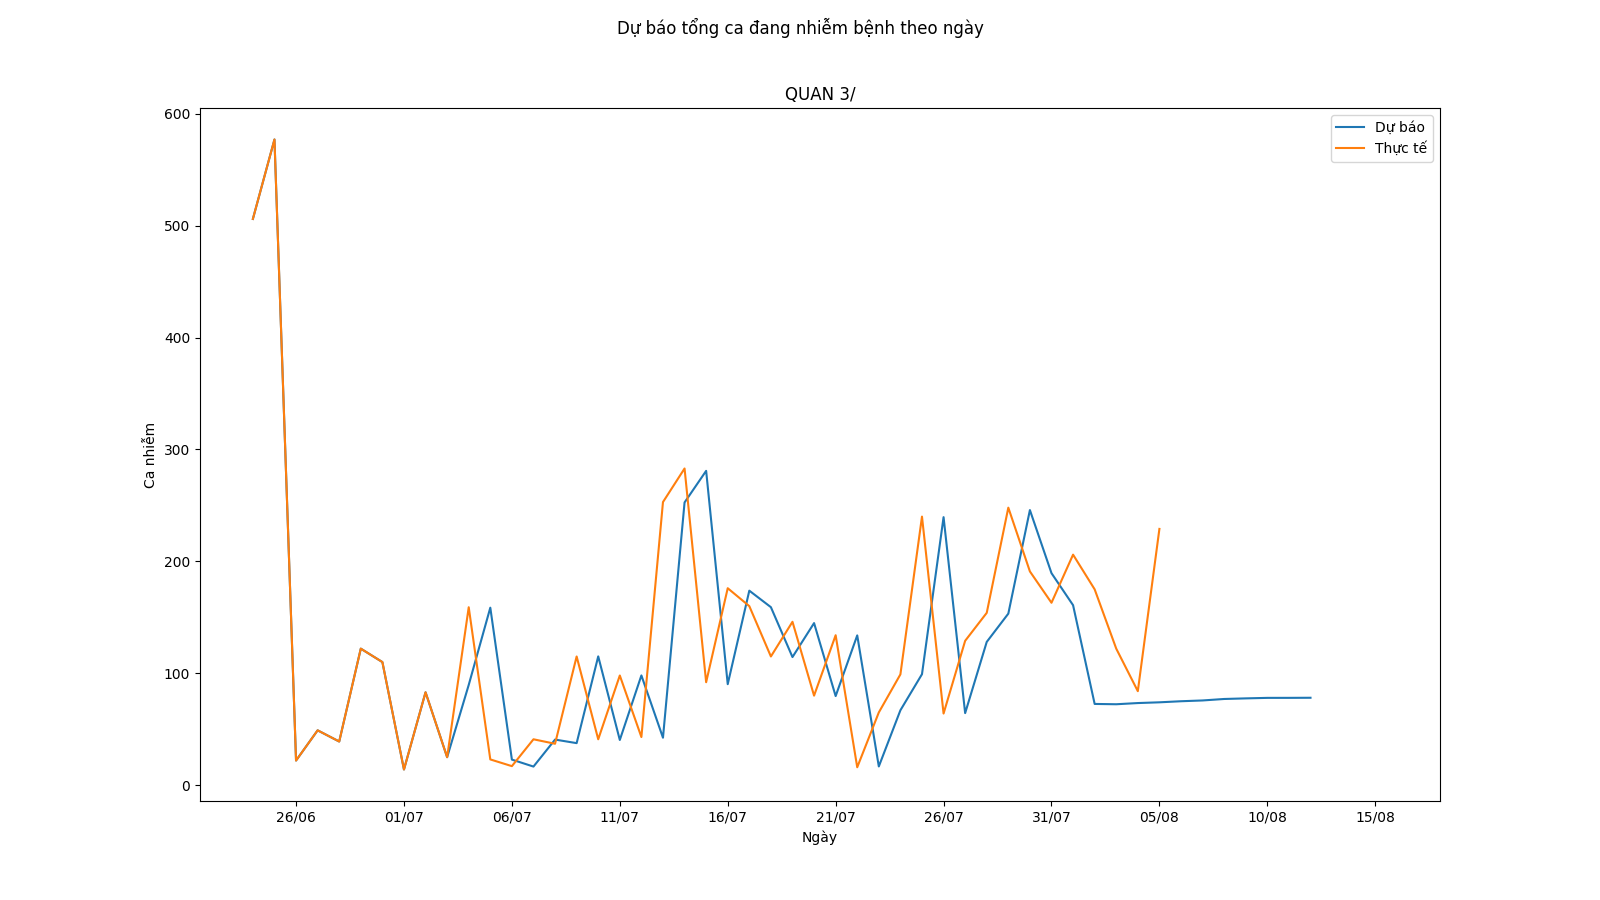 Dự báo tổng ca đang nhiễm bệnh theo ngày
QUAN 3/
Dự báo
Thực tế
600
500
400
300
200
100
0
Ca nhiễm
26/06 01/07 06/07 11/07 16/07 21/07 26/07 31/07 05/08 10/08 15/08
Ngày